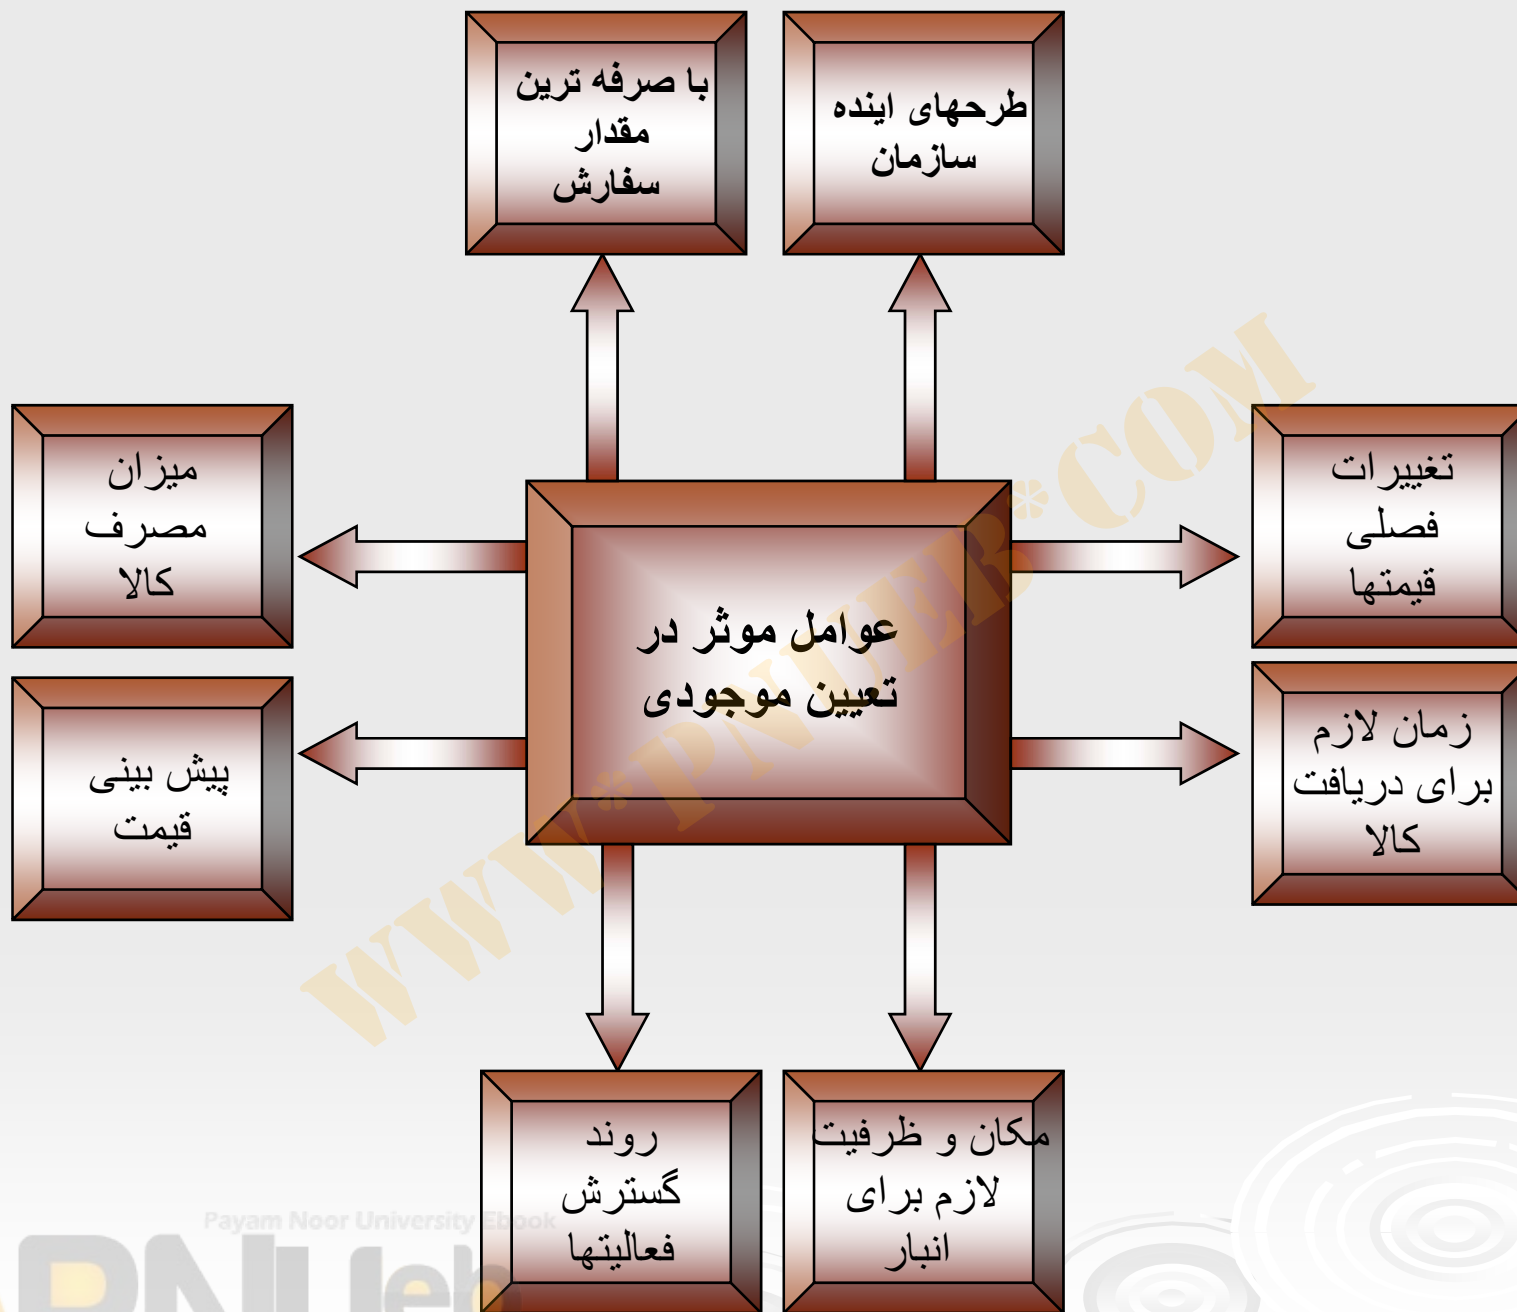 با صرفه ترین
مقدار
سفارش
طرحهای اینده
سازمان
میزان
مصرف
کالا
تغییرات
فصلی
قیمتها
عوامل موثر در
تعیین موجودی
پیش بینی
قیمت
زمان لازم
برای دریافت
کالا
روند
گسترش
فعالیتها
مکان و ظرفیت
لازم برای
انبار
WWW*PNUEB*COM
Payam Noor University Ebook
PNUeb